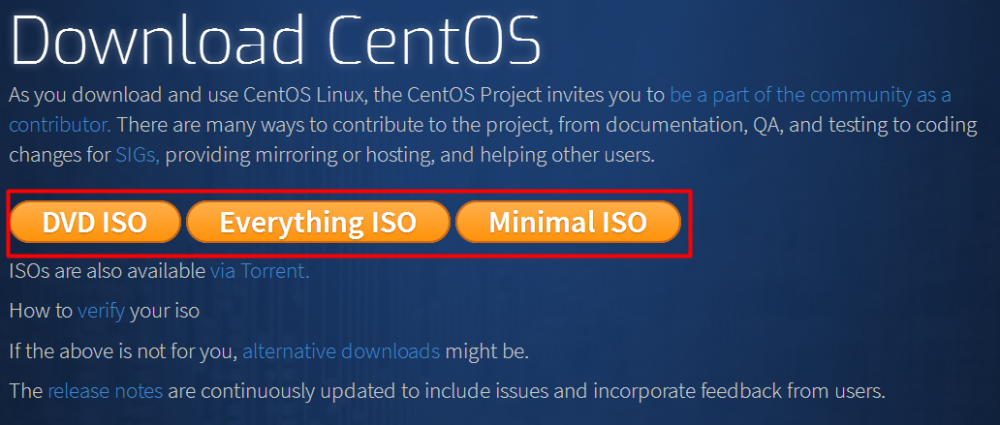 Download CentOS
As you download and use CentOS Linux, the CentOS Project invites you to be a part of the community as a
contributor. There are many ways to contribute to the project, from documentation, QA, and testing to coding
changes for SIGs, providing mirroring or hosting, and helping other users.
DVD ISO Everything ISO Minimal ISO
ISOs are also available via Torrent.
How to verify your iso
If the above is not for you, alternative downloads might be.
The release notes are continuously updated to include issues and incorporate feedback from users.